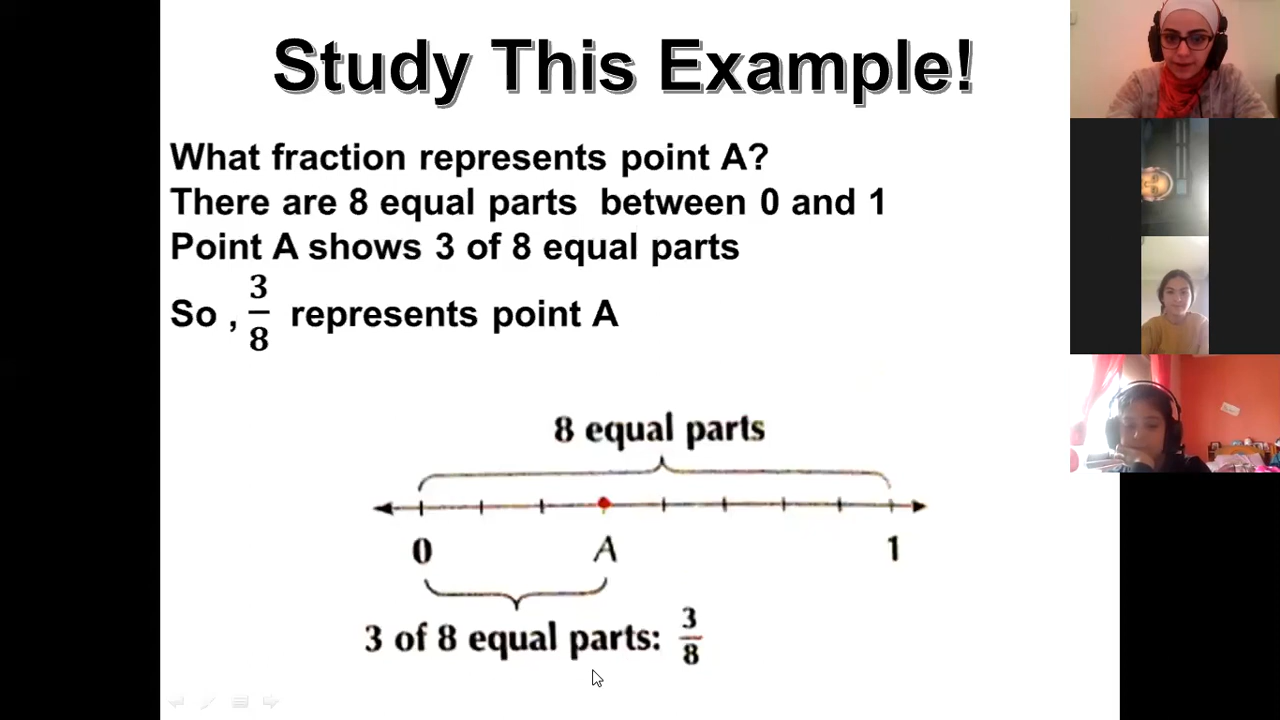 Study This Example!
What fraction represents point A?
There are 8 equal parts between 0 and 1
Point A shows 3 of 8 equal parts
So , 3/8 represents point A
8 equal parts
0 A 1
3 of 8 equal parts: 3/8